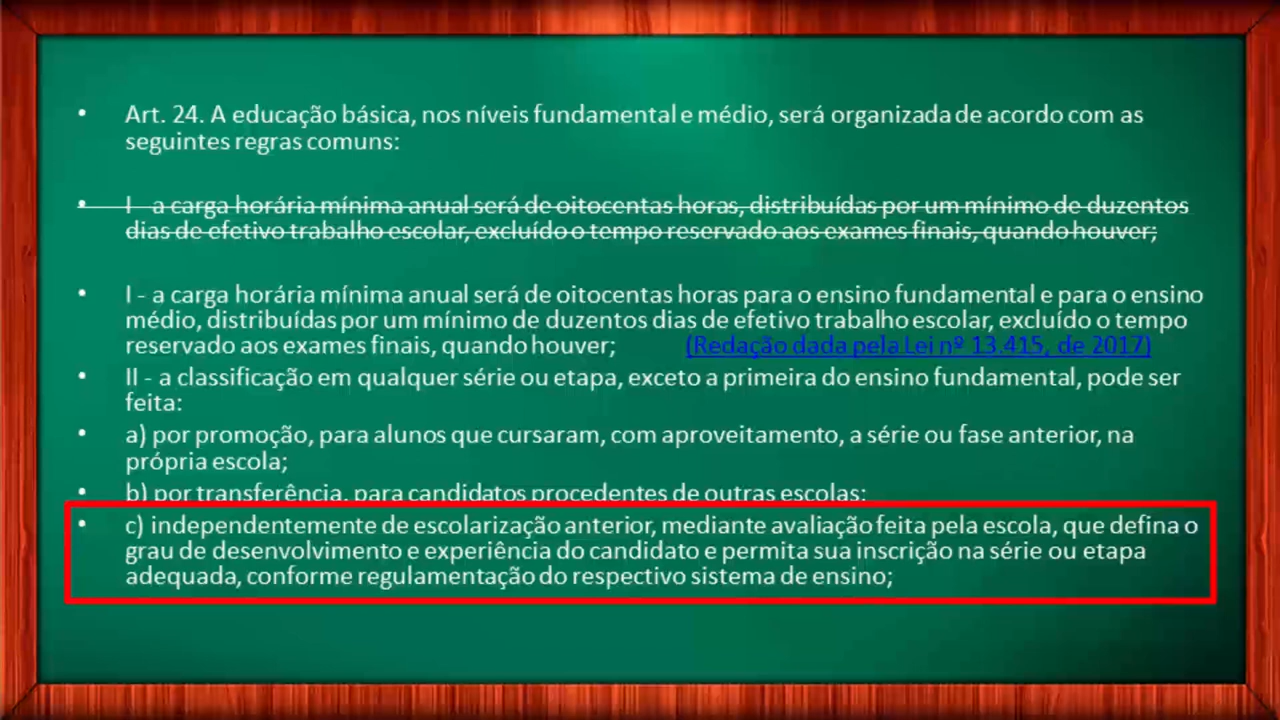 • Art. 24. A educação básica, nos níveis fundamental e médio, será organizada de acordo com as
seguintes regras comuns:
• I - a carga horária mínima anual será de oitocentas horas, distribuídas por um mínimo de duzentos
dias de efetivo trabalho escolar, excluído o tempo reservado aos exames finais, quando houver;
• I - a carga horária mínima anual será de oitocentas horas para o ensino fundamental e para o ensino
médio, distribuídas por um mínimo de duzentos dias de efetivo trabalho escolar, excluído o tempo
reservado aos exames finais, quando houver; (Redação dada pela Lei nº 13.415, de 2017)
• II - a classificação em qualquer série ou etapa, exceto a primeira do ensino fundamental, pode ser
feita:
• a) por promoção, para alunos que cursaram, com aproveitamento, a série ou fase anterior, na
própria escola;
• b) por transferência, para candidatos procedentes de outras escolas;
• c) independentemente de escolarização anterior, mediante avaliação feita pela escola, que defina o
grau de desenvolvimento e experiência do candidato e permita sua inscrição na série ou etapa
adequada, conforme regulamentação do respectivo sistema de ensino;